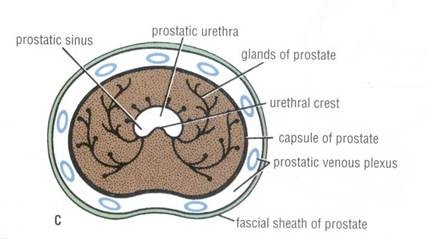 prostatic urethra
prostatic sinus
glands of prostate
urethral crest
capsule of prostate
prostatic venous plexus
C
fascial sheath of prostate